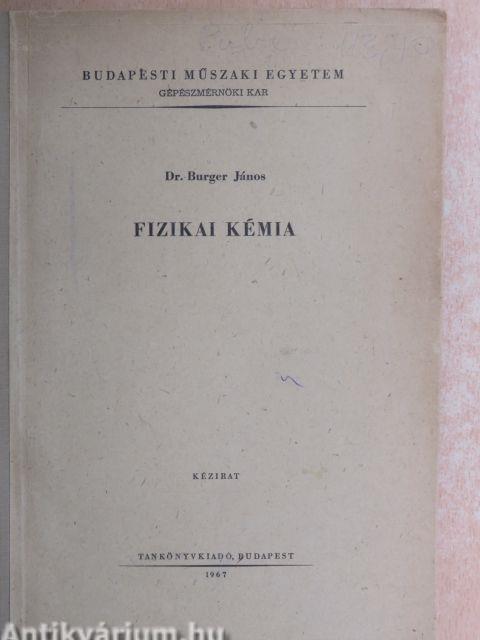 BUDAPESTI MŰSZAKI EGYETEM
GÉPÉSZMÉRNÖKI KAR
Dr. Burger János
FIZIKAI KÉMIA
KÉZIRAT
TANKÖNYVKIADÓ, BUDAPEST
1967
Antikvárium.hu